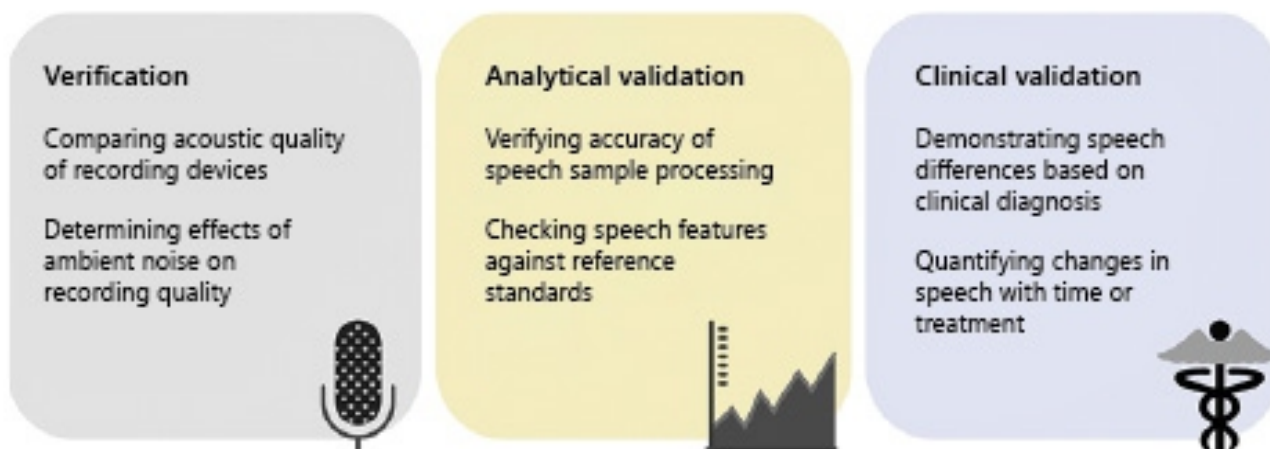 Verification
Comparing acoustic quality
of recording devices
Determining effects of
ambient noise on
recording quality
Analytical validation
Verifying accuracy of
speech sample processing
Checking speech features
against reference
standards
Clinical validation
Demonstrating speech
differences based on
clinical diagnosis
Quantifying changes in
speech with time or
treatment